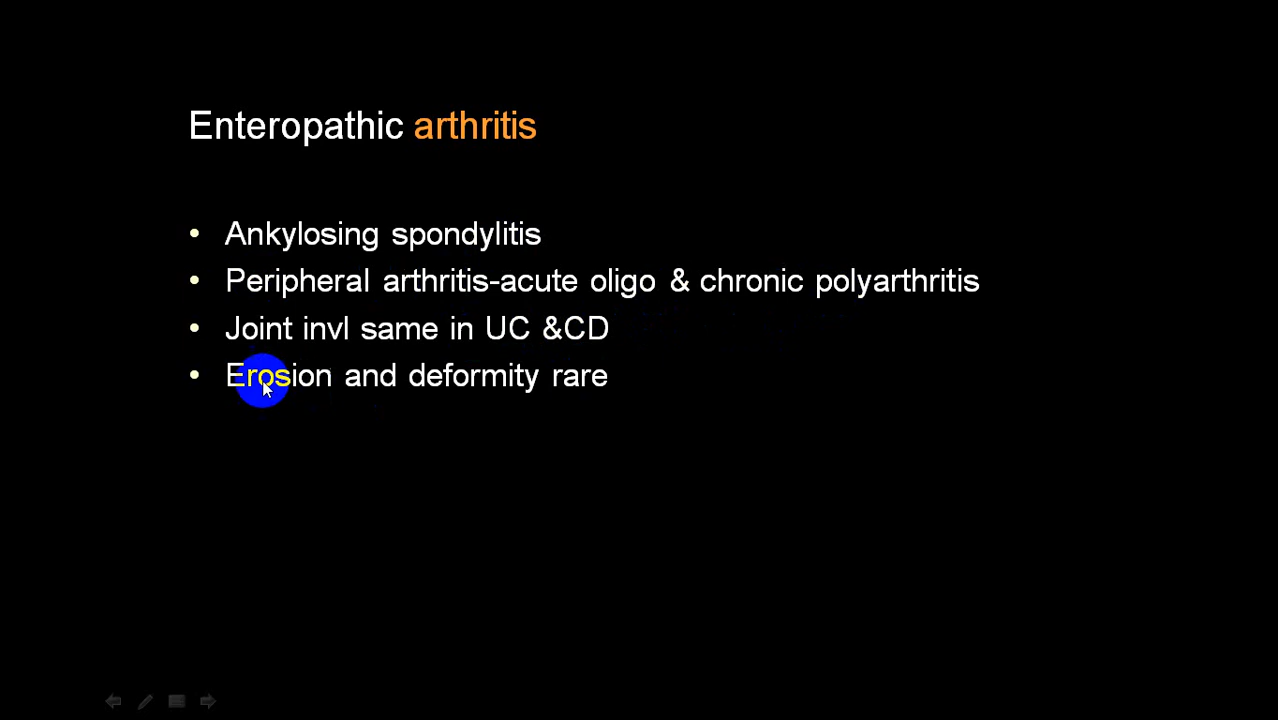 Enteropathic arthritis
• Ankylosing spondylitis
• Peripheral arthritis-acute oligo & chronic polyarthritis
• Joint invl same in UC &CD
• Erosion and deformity rare